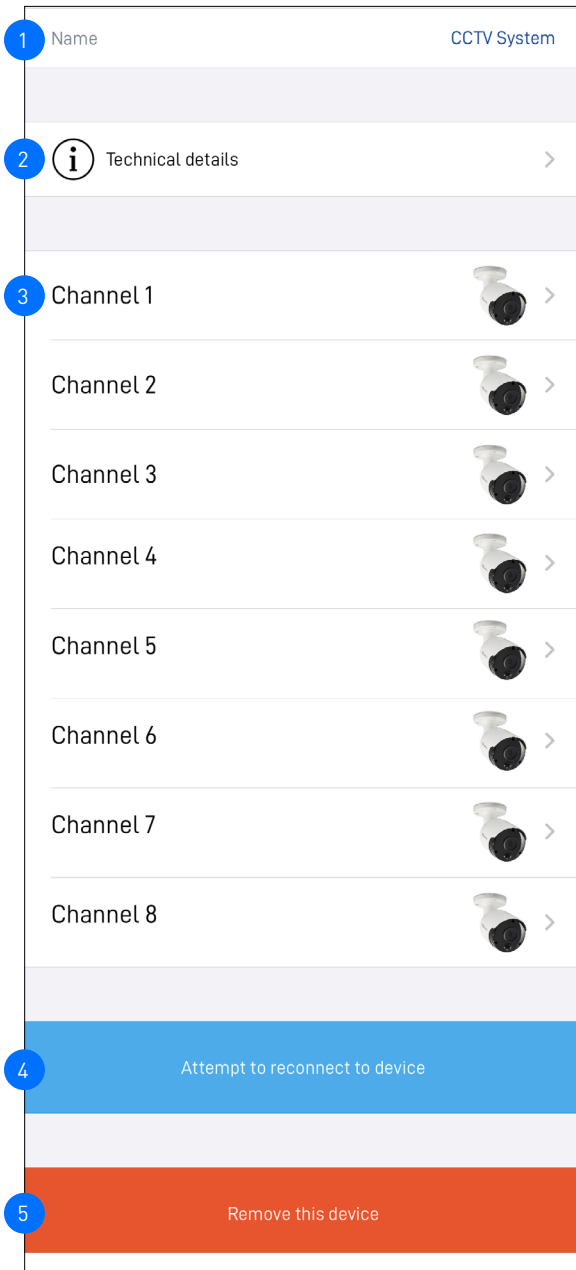 1 Name CCTV System
2 i Technical details
3 Channel 1
Channel 2
Channel 3
Channel 4
Channel 5
Channel 6
Channel 7
Channel 8
4 Attempt to reconnect to device
5 Remove this device